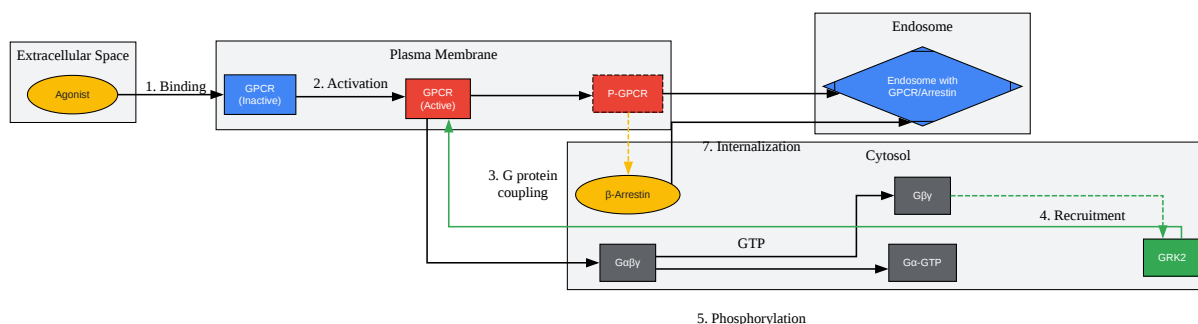 Extracellular Space
Agonist
1. Binding
Plasma Membrane
GPCR
(Inactive)
2. Activation
GPCR
(Active)
P-GPCR
Endosome
Endosome with
GPCR/Arrestin
7. Internalization
Cytosol
3. G protein
coupling
β-Arrestin
Gβγ
4. Recruitment
GTP
Gαβγ
Gα-GTP
GRK2
5. Phosphorylation